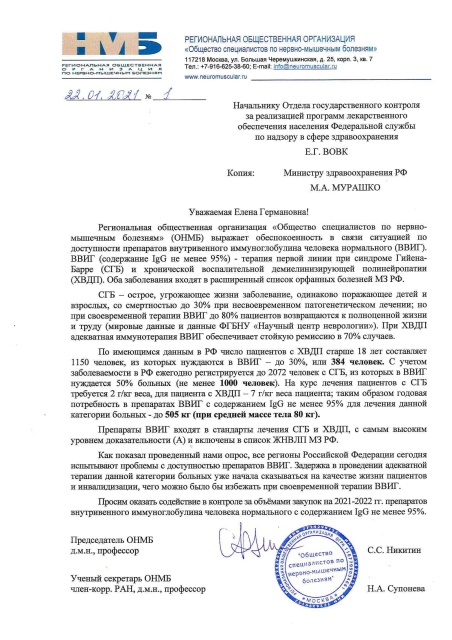 НМБ
РЕГИОНАЛЬНАЯ ОБЩЕСТВЕННАЯ
ОРГАНИЗАЦИЯ
ПО НЕРВНО-МЫШЕЧНЫМ БОЛЕЗНЯМ
РЕГИОНАЛЬНАЯ ОБЩЕСТВЕННАЯ ОРГАНИЗАЦИЯ
«Общество специалистов по нервно-мышечным болезням»
117218 Москва, ул. Большая Черемушкинская, д. 25, корп. 3, кв. 7
Тел.: +7-916-625-38-60; E-mail: info@neuromuscular.ru
www.neuromuscular.ru
22.01.2021 № 1
Начальнику Отдела государственного контроля
за реализацией программ лекарственного
обеспечения населения Федеральной службы
по надзору в сфере здравоохранения
Е.Г. ВОВК
Копия: Министру здравоохранения РФ
М.А. МУРАШКО
Уважаемая Елена Германовна!
Региональная общественная организация «Общество специалистов по нервно-
мышечным болезням» (ОНМБ) выражает обеспокоенность в связи ситуацией по
доступности препаратов внутривенного иммуноглобулина человека нормального (ВВИГ).
ВВИГ (содержание IgG не менее 95%) - терапия первой линии при синдроме Гийена-
Барре (СГБ) и хронической воспалительной демиелинизирующей полинейропатии
(ХВДП). Оба заболевания входят в расширенный список орфанных болезней МЗ РФ.
СГБ – острое, угрожающее жизни заболевание, одинаково поражающее детей и
взрослых, со смертностью до 30% при несвоевременном патогенетическом лечении; но
при своевременной терапии ВВИГ до 80% пациентов возвращаются к полноценной жизни
и труду (мировые данные и данные ФГБНУ «Научный центр неврологии»). При ХВДП
адекватная иммунотерапия ВВИГ обеспечивает стойкую ремиссию в 70% случаев.
По имеющимся данным в РФ число пациентов с ХВДП старше 18 лет составляет
1150 человек, из которых нуждаются в ВВИГ – до 30%, или 384 человек. С учетом
заболеваемости в РФ ежегодно регистрируется до 2072 человек с СГБ, из которых в ВВИГ
нуждается 50% больных (не менее 1000 человек). На курс лечения пациентов с СГБ
требуется 2 г/кг веса, для пациента с ХВДП – 7 г/кг веса пациента; таким образом годовая
потребность в препаратах ВВИГ с содержанием IgG не менее 95% для лечения данной
категории больных - до 505 кг (при средней массе тела 80 кг).
Препараты ВВИГ входят в стандарты лечения СГБ и ХВДП, с самым высоким
уровнем доказательности (А) и включены в список ЖНВЛП МЗ РФ.
Как показал проведенный нами опрос, все регионы Российской Федерации сегодня
испытывают проблемы с доступностью препаратов ВВИГ. Задержка в проведении адекватной
терапии данной категории больных уже начала сказываться на качестве жизни пациентов
и инвалидизации, чего можно было бы избежать при своевременной терапии ВВИГ.
Просим оказать содействие в контроле за объёмами закупок на 2021-2022 гг. препаратов
внутривенного иммуноглобулина человека нормального с содержанием IgG не менее 95%.
Председатель ОНМБ
д.м.н., профессор
С.С. Никитин
"Общество
специалистов по
нервно-мышечным
болезням"
МОСКВА
Ученый секретарь ОНМБ
член-корр. РАН, д.м.н., профессор
Н.А. Супонева